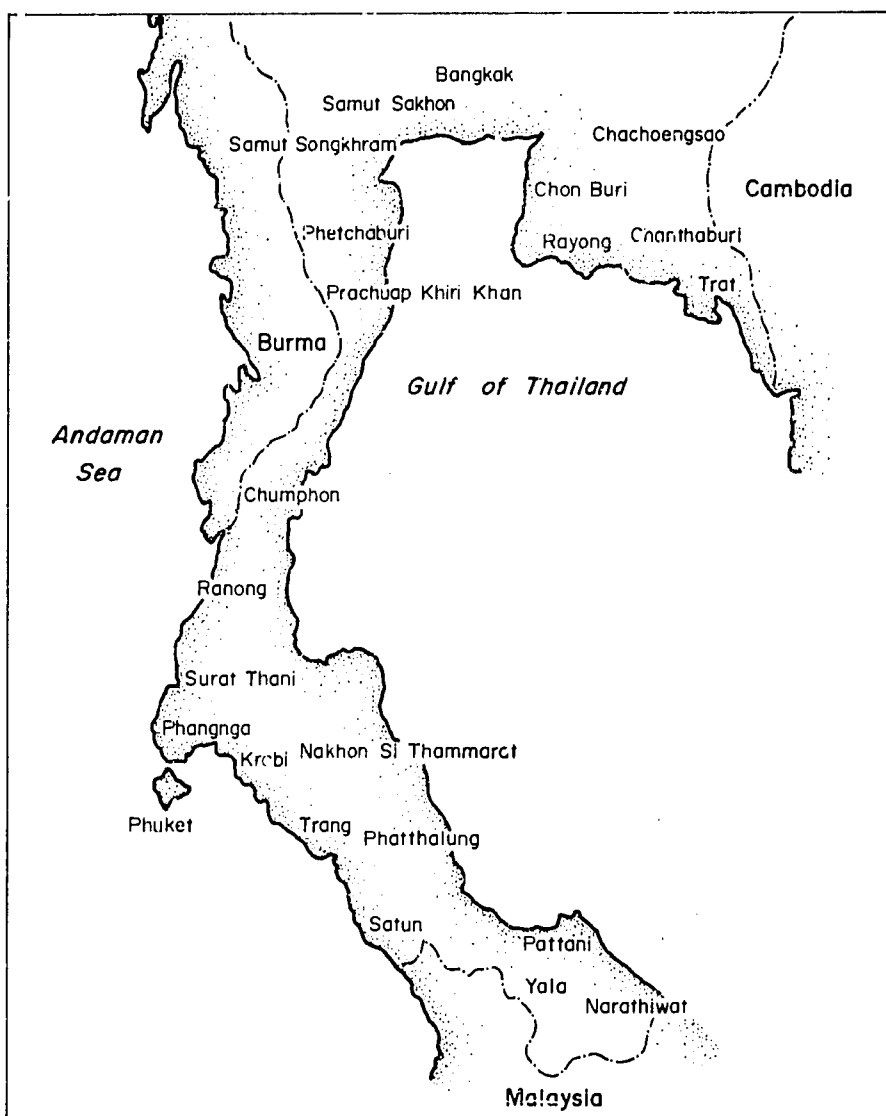 Bangkak
Samut Sakhon
Samut Songkhram
Chachoengsao
Chon Buri
Cambodia
Phetchaburi
Rayong
Chanthaburi
Trat
Prachuap Khiri Khan
Burma
Gulf of Thailand
Andaman
Sea
Chumphon
Ranong
Surat Thani
Phangnga
Krabi
Nakhon Si Thammarat
Phuket
Trang
Phatthalung
Satun
Pattani
Yala
Narathiwat
Malaysia